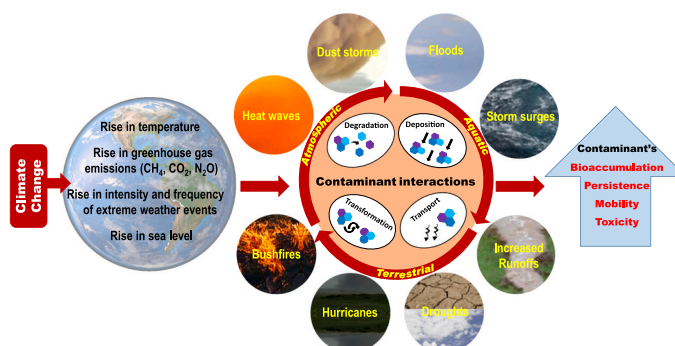 Climate
Change
Rise in temperature
Rise in greenhouse gas
emissions (CH₄, CO₂, N₂O)
Rise in intensity and frequency
of extreme weather events
Rise in sea level
Heat waves
Dust storms
Floods
Storm surges
Increased
Runoffs
Droughts
Hurricanes
Bushfires
Atmospheric
Aquatic
Terrestrial
Degradation
Deposition
Contaminant interactions
Transformation
Transport
Contaminant's
Bioaccumulation
Persistence
Mobility
Toxicity